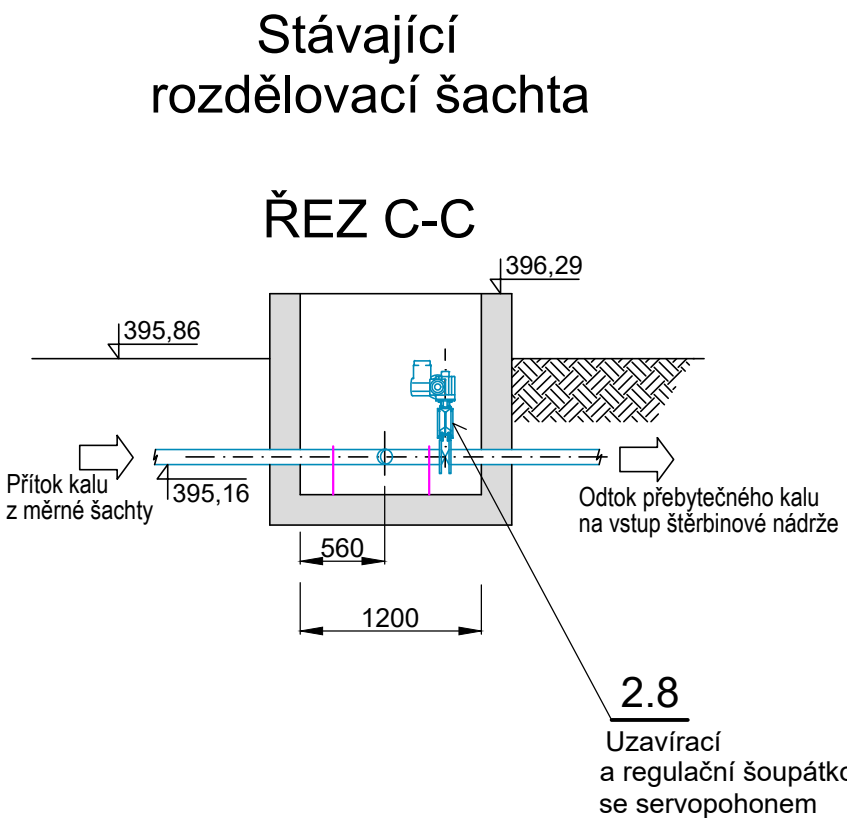 Stávající
rozdělovací šachta
ŘEZ C-C
396,29
395,86
Přítok kalu
z měrné šachty
395,16
Odtok přebytečného kalu
na vstup štěrbinové nádrže
560
1200
2.8
Uzavírací
a regulační šoupátko
se servopohonem